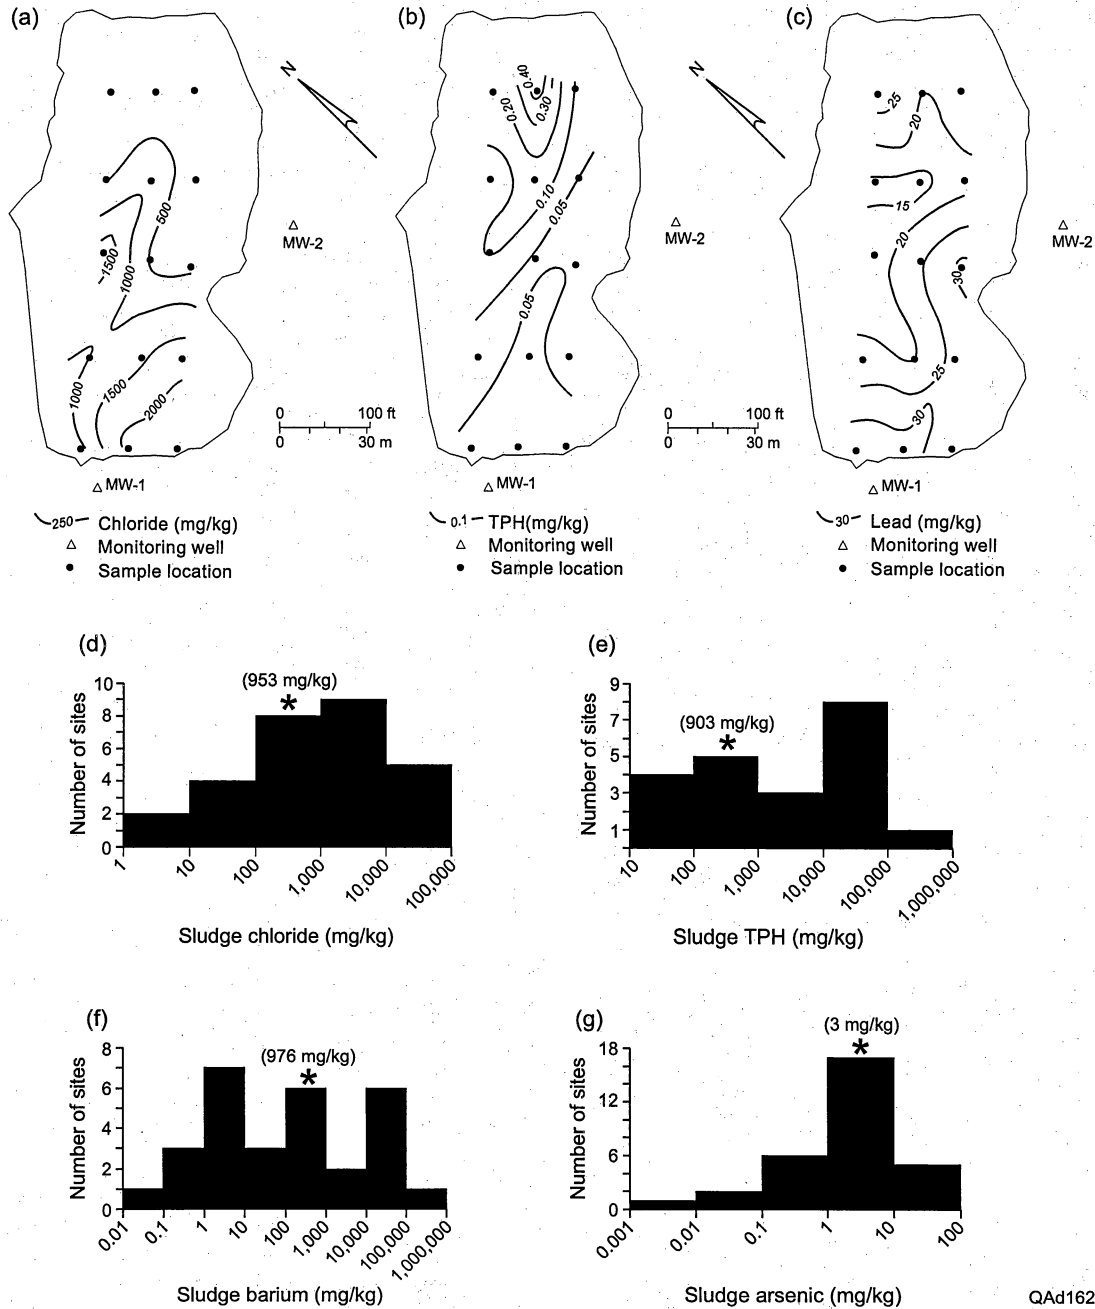 (a)
(b)
(c)
N
N
500
1000
1500
1000
1500
2000
MW-2
MW-1
0 100 ft
0 30 m
0.40
0.30
0.20
0.10
0.05
0.05
MW-2
MW-1
0 100 ft
0 30 m
25
20
15
20
30
25
30
MW-2
MW-1
250 Chloride (mg/kg)
Monitoring well
Sample location
0.1 TPH(mg/kg)
Monitoring well
Sample location
30 Lead (mg/kg)
Monitoring well
Sample location
(d)
(953 mg/kg)
*
Number of sites
10
8
6
4
2
0
1 10 100 1,000 10,000 100,000
Sludge chloride (mg/kg)
(e)
(903 mg/kg)
*
Number of sites
9
7
5
3
1
10 100 1,000 10,000 100,000 1,000,000
Sludge TPH (mg/kg)
(f)
(976 mg/kg)
*
Number of sites
8
6
4
2
0
0.01 0.1 1 10 100 1,000 10,000 100,000 1,000,000
Sludge barium (mg/kg)
(g)
(3 mg/kg)
*
Number of sites
18
12
6
0
0.001 0.01 0.1 1 10 100
Sludge arsenic (mg/kg)
QAd162